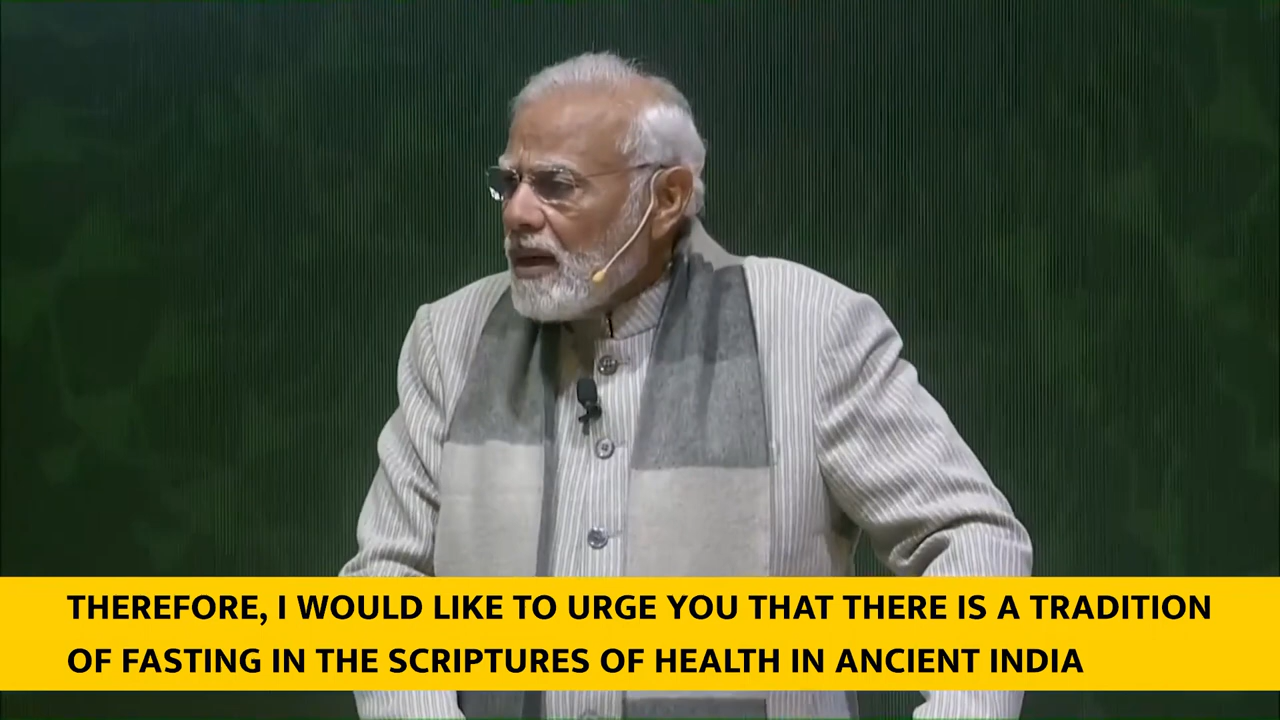 THEREFORE, I WOULD LIKE TO URGE YOU THAT THERE IS A TRADITION
OF FASTING IN THE SCRIPTURES OF HEALTH IN ANCIENT INDIA